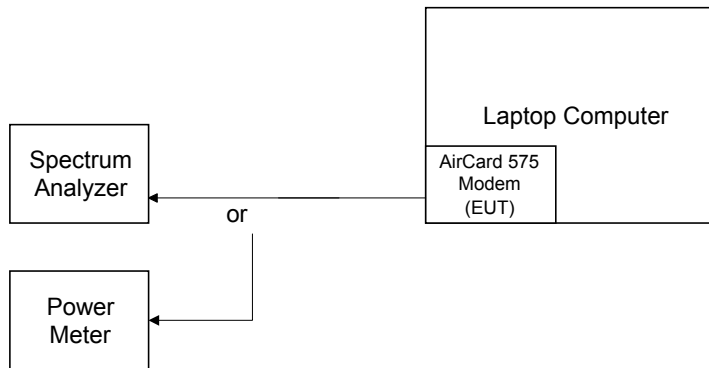 Laptop Computer
AirCard 575
Modem
(EUT)
Spectrum
Analyzer
or
Power
Meter